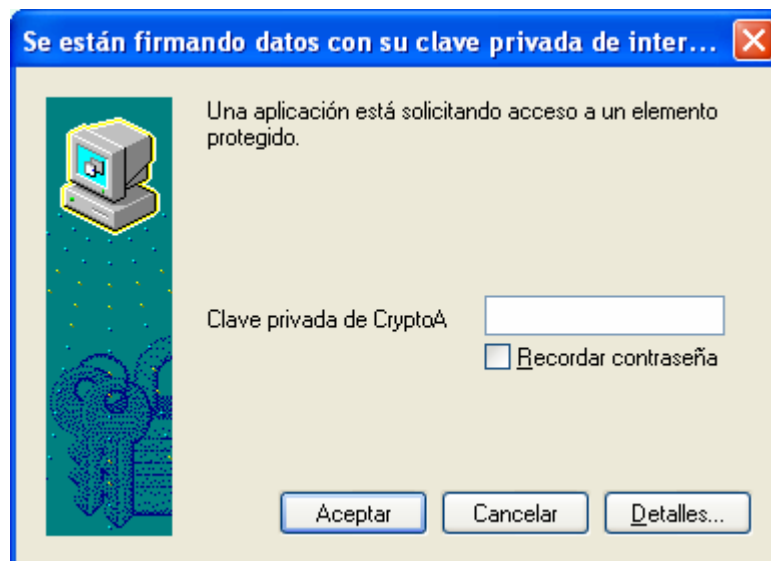 Se están firmando datos con su clave privada de inter...
Una aplicación está solicitando acceso a un elemento
protegido.
Clave privada de CryptoA
Recordar contraseña
Aceptar Cancelar Detalles...